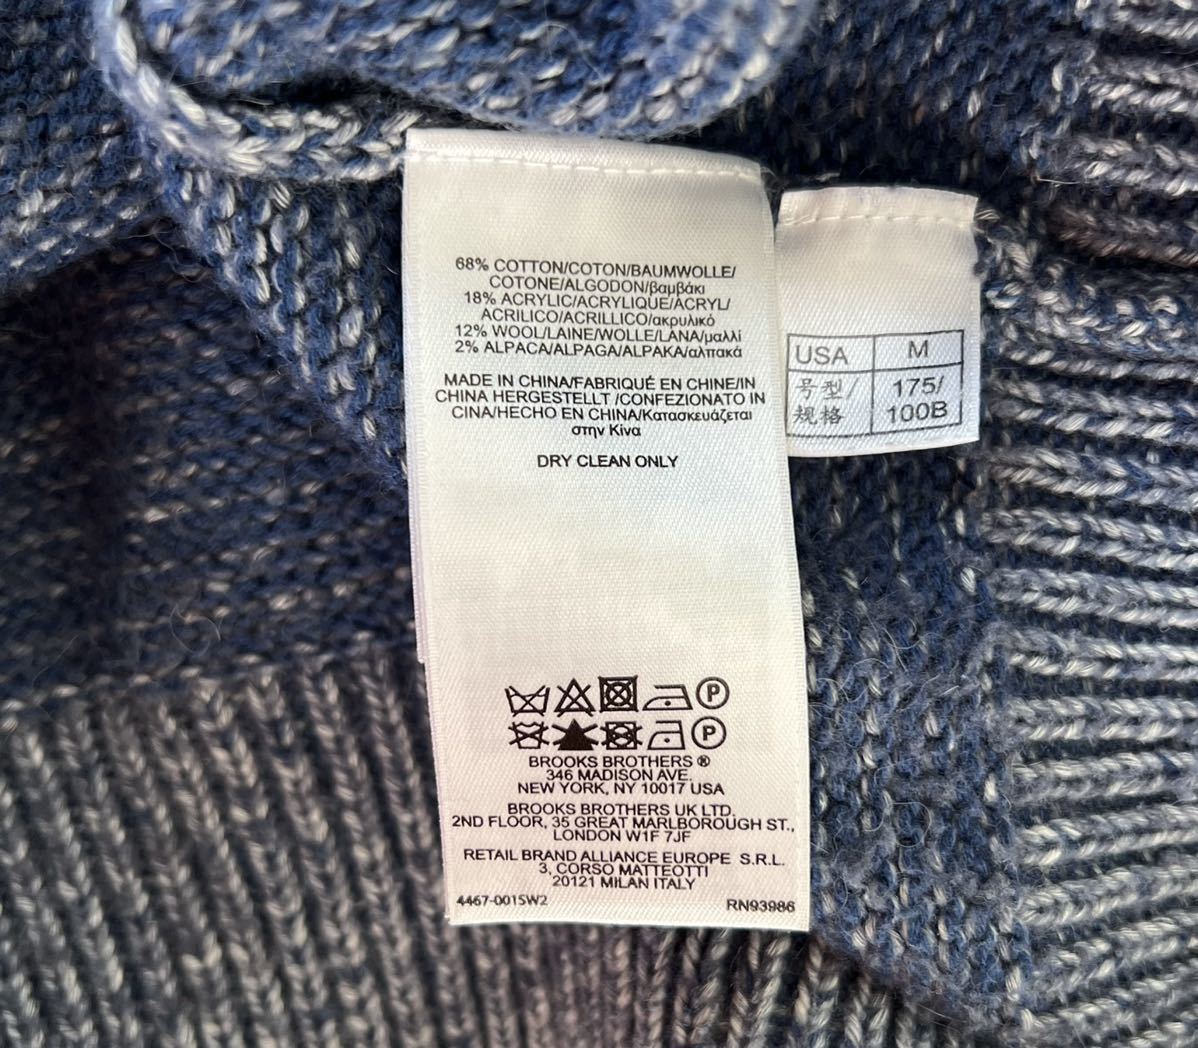 68% COTTON/COTON/BAUMWOLLE/
COTONE/ALGODON/βαμβάκι
18% ACRYLIC/ACRYLIQUE/ACRYL/
ACRILICO/ACRILLICO/ακρυλικό
12% WOOL/LAINE/WOLLE/LANA/μαλλί
2% ALPACA/ALPAGA/ALPAKA/αλπακά
MADE IN CHINA/FABRIQUÉ EN CHINE/IN
CHINA HERGESTELLT /CONFEZIONATO IN
CINA/HECHO EN CHINA/Κατασκευάζεται
στην Κίνα
DRY CLEAN ONLY
P
P
BROOKS BROTHERS ®
346 MADISON AVE.
NEW YORK, NY 10017 USA
BROOKS BROTHERS UK LTD.
2ND FLOOR, 35 GREAT MARLBOROUGH ST.,
LONDON W1F 7JF
RETAIL BRAND ALLIANCE EUROPE S.R.L.
3, CORSO MATTEOTTI
20121 MILAN ITALY
4467-001SW2 RN93986
USA M
号型/ 175/
规格 100B